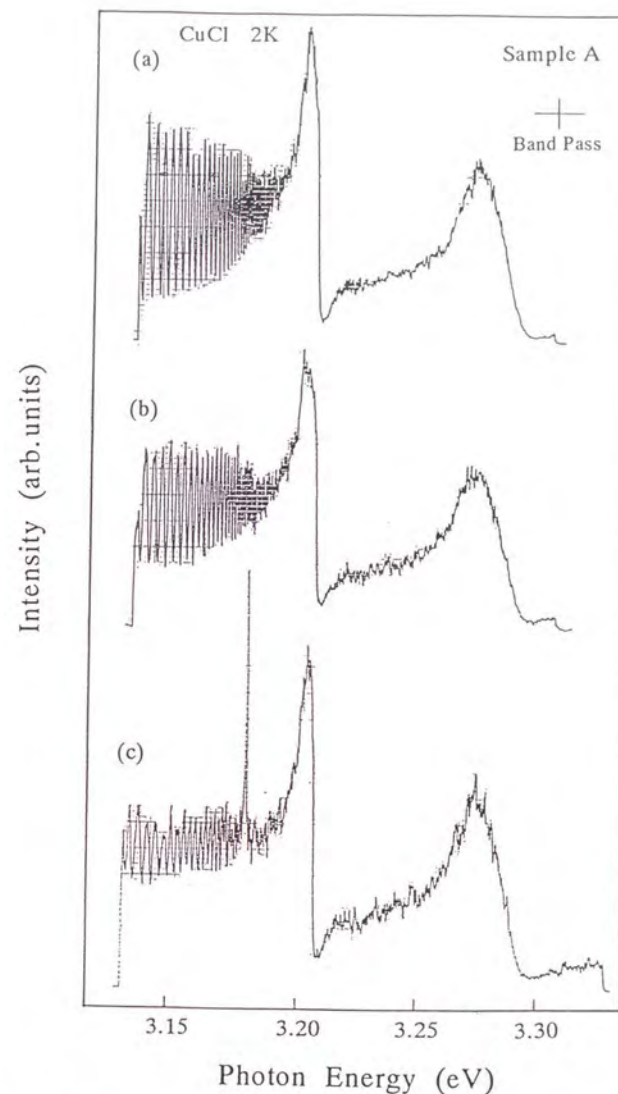 CuCl 2K
(a)
Sample A
Band Pass
(b)
(c)
Intensity (arb.units)
3.15 3.20 3.25 3.30
Photon Energy (eV)